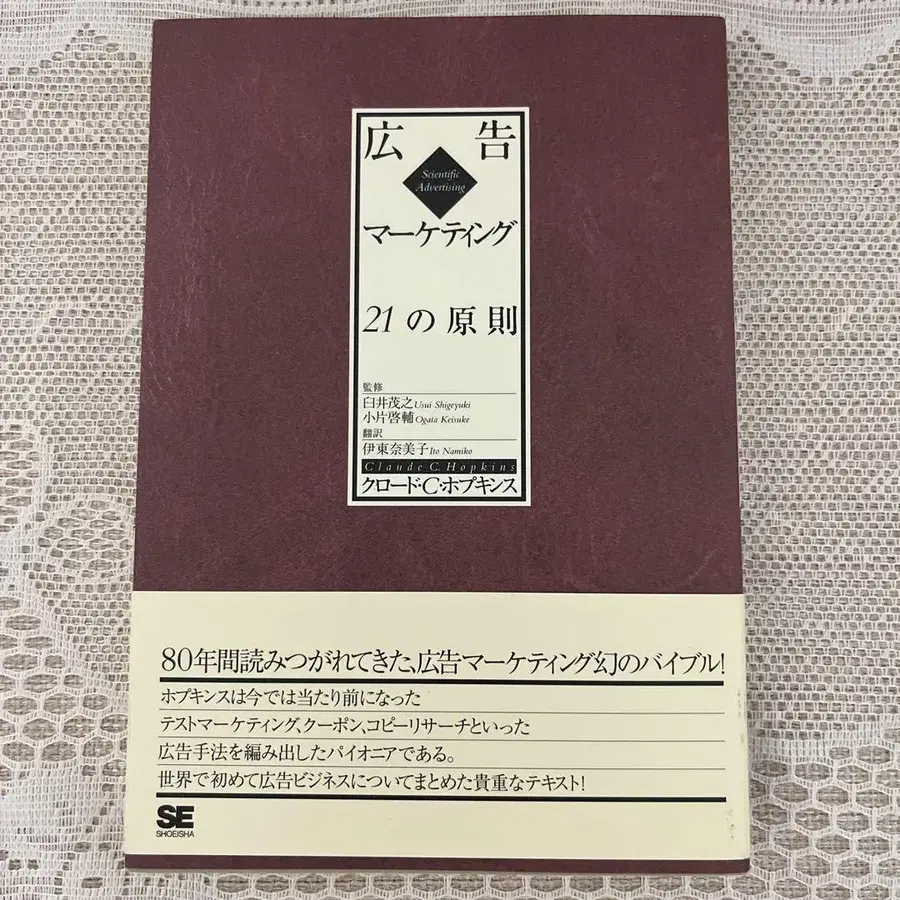 広告
Scientific
Advertising
マーケティング
21の原則
監修
臼井茂之 Usui Shigeyuki
小片啓輔 Ogata Keisuke
翻訳
伊東奈美子 Ito Namiko
Claude C. Hopkins
クロード・C・ホプキンス
80年間読みつがれてきた、広告マーケティング幻のバイブル!
ホプキンスは今では当たり前になった
テストマーケティング、クーポン、コピーリサーチといった
広告手法を編み出したパイオニアである。
世界で初めて広告ビジネスについてまとめた貴重なテキスト!
SE
SHOEISHA